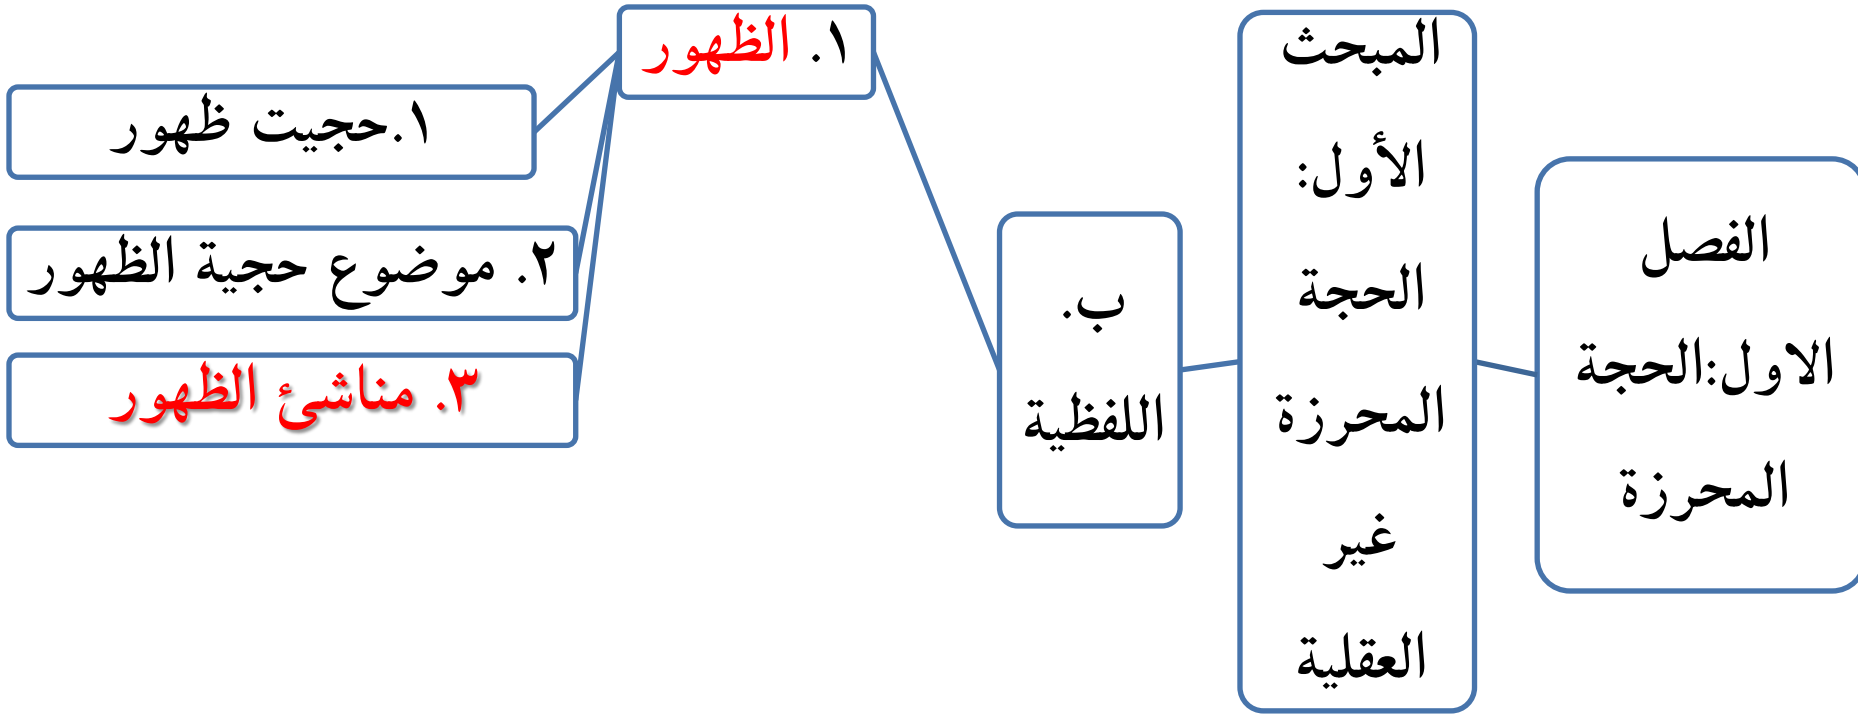 الفصل
الاول:الحجة
المحرزة
المبحث
الأول:
الحجة
المحرزة
غير
العقلية
ب.
اللفظية
١. الظهور
١.حجيت ظهور
٢. موضوع حجية الظهور
٣. مناشئ الظهور